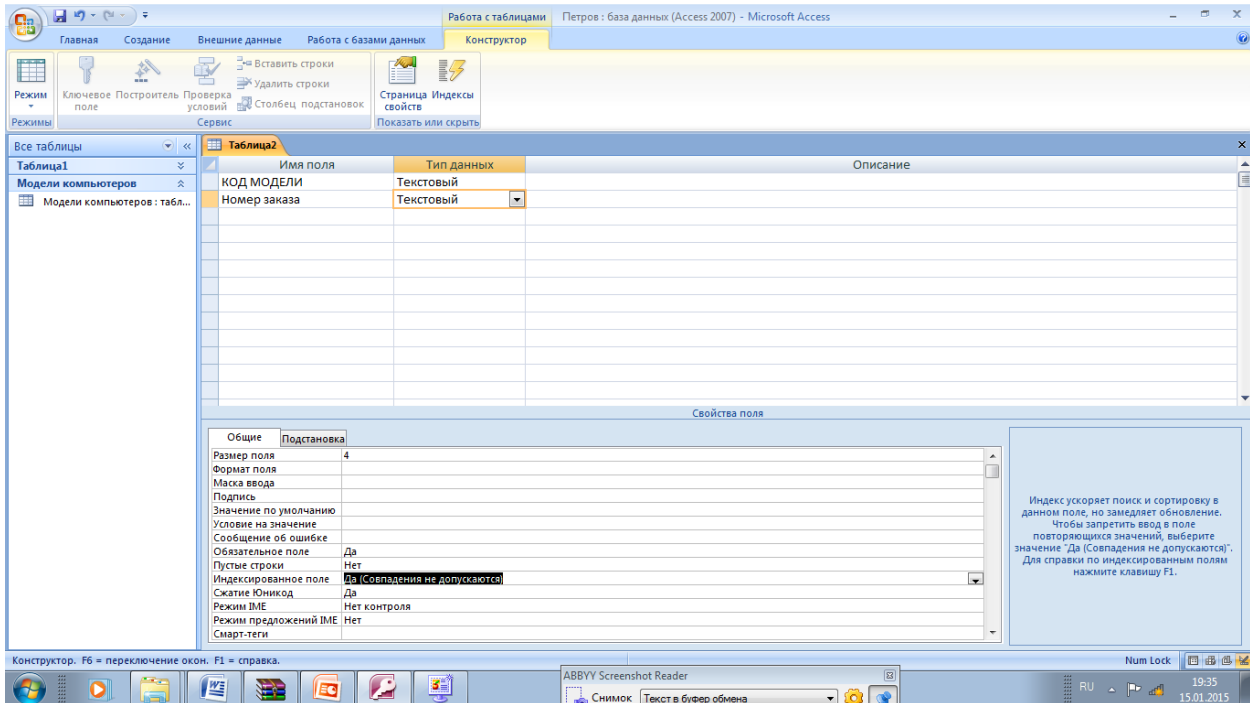 Работа с таблицами
Петров : база данных (Access 2007) - Microsoft Access
Главная Создание Внешние данные Работа с базами данных Конструктор
Режим
Ключевое поле
Построитель
Проверка условий
Вставить строки
Удалить строки
Столбец подстановок
Страница свойств
Индексы
Режимы Сервис Показать или скрыть
Все таблицы
Таблица2
Таблица1
Имя поля Тип данных Описание
Модели компьютеров
КОД МОДЕЛИ Текстовый
Модели компьютеров : табл...
Номер заказа Текстовый
Свойства поля
Общие Подстановка
Размер поля 4
Формат поля
Маска ввода
Подпись
Значение по умолчанию
Условие на значение
Сообщение об ошибке
Обязательное поле Да
Пустые строки Нет
Индексированное поле Да (Совпадения не допускаются)
Сжатие Юникод Да
Режим IME Нет контроля
Режим предложений IME Нет
Смарт-теги
Индекс ускоряет поиск и сортировку в
данном поле, но замедляет обновление.
Чтобы запретить ввод в поле
повторяющихся значений, выберите
значение "Да (Совпадения не допускаются)".
Для справки по индексированным полям
нажмите клавишу F1.
Конструктор. F6 = переключение окон. F1 = справка.
Num Lock
ABBYY Screenshot Reader
Снимок Текст в буфер обмена
RU
19:35
15.01.2015